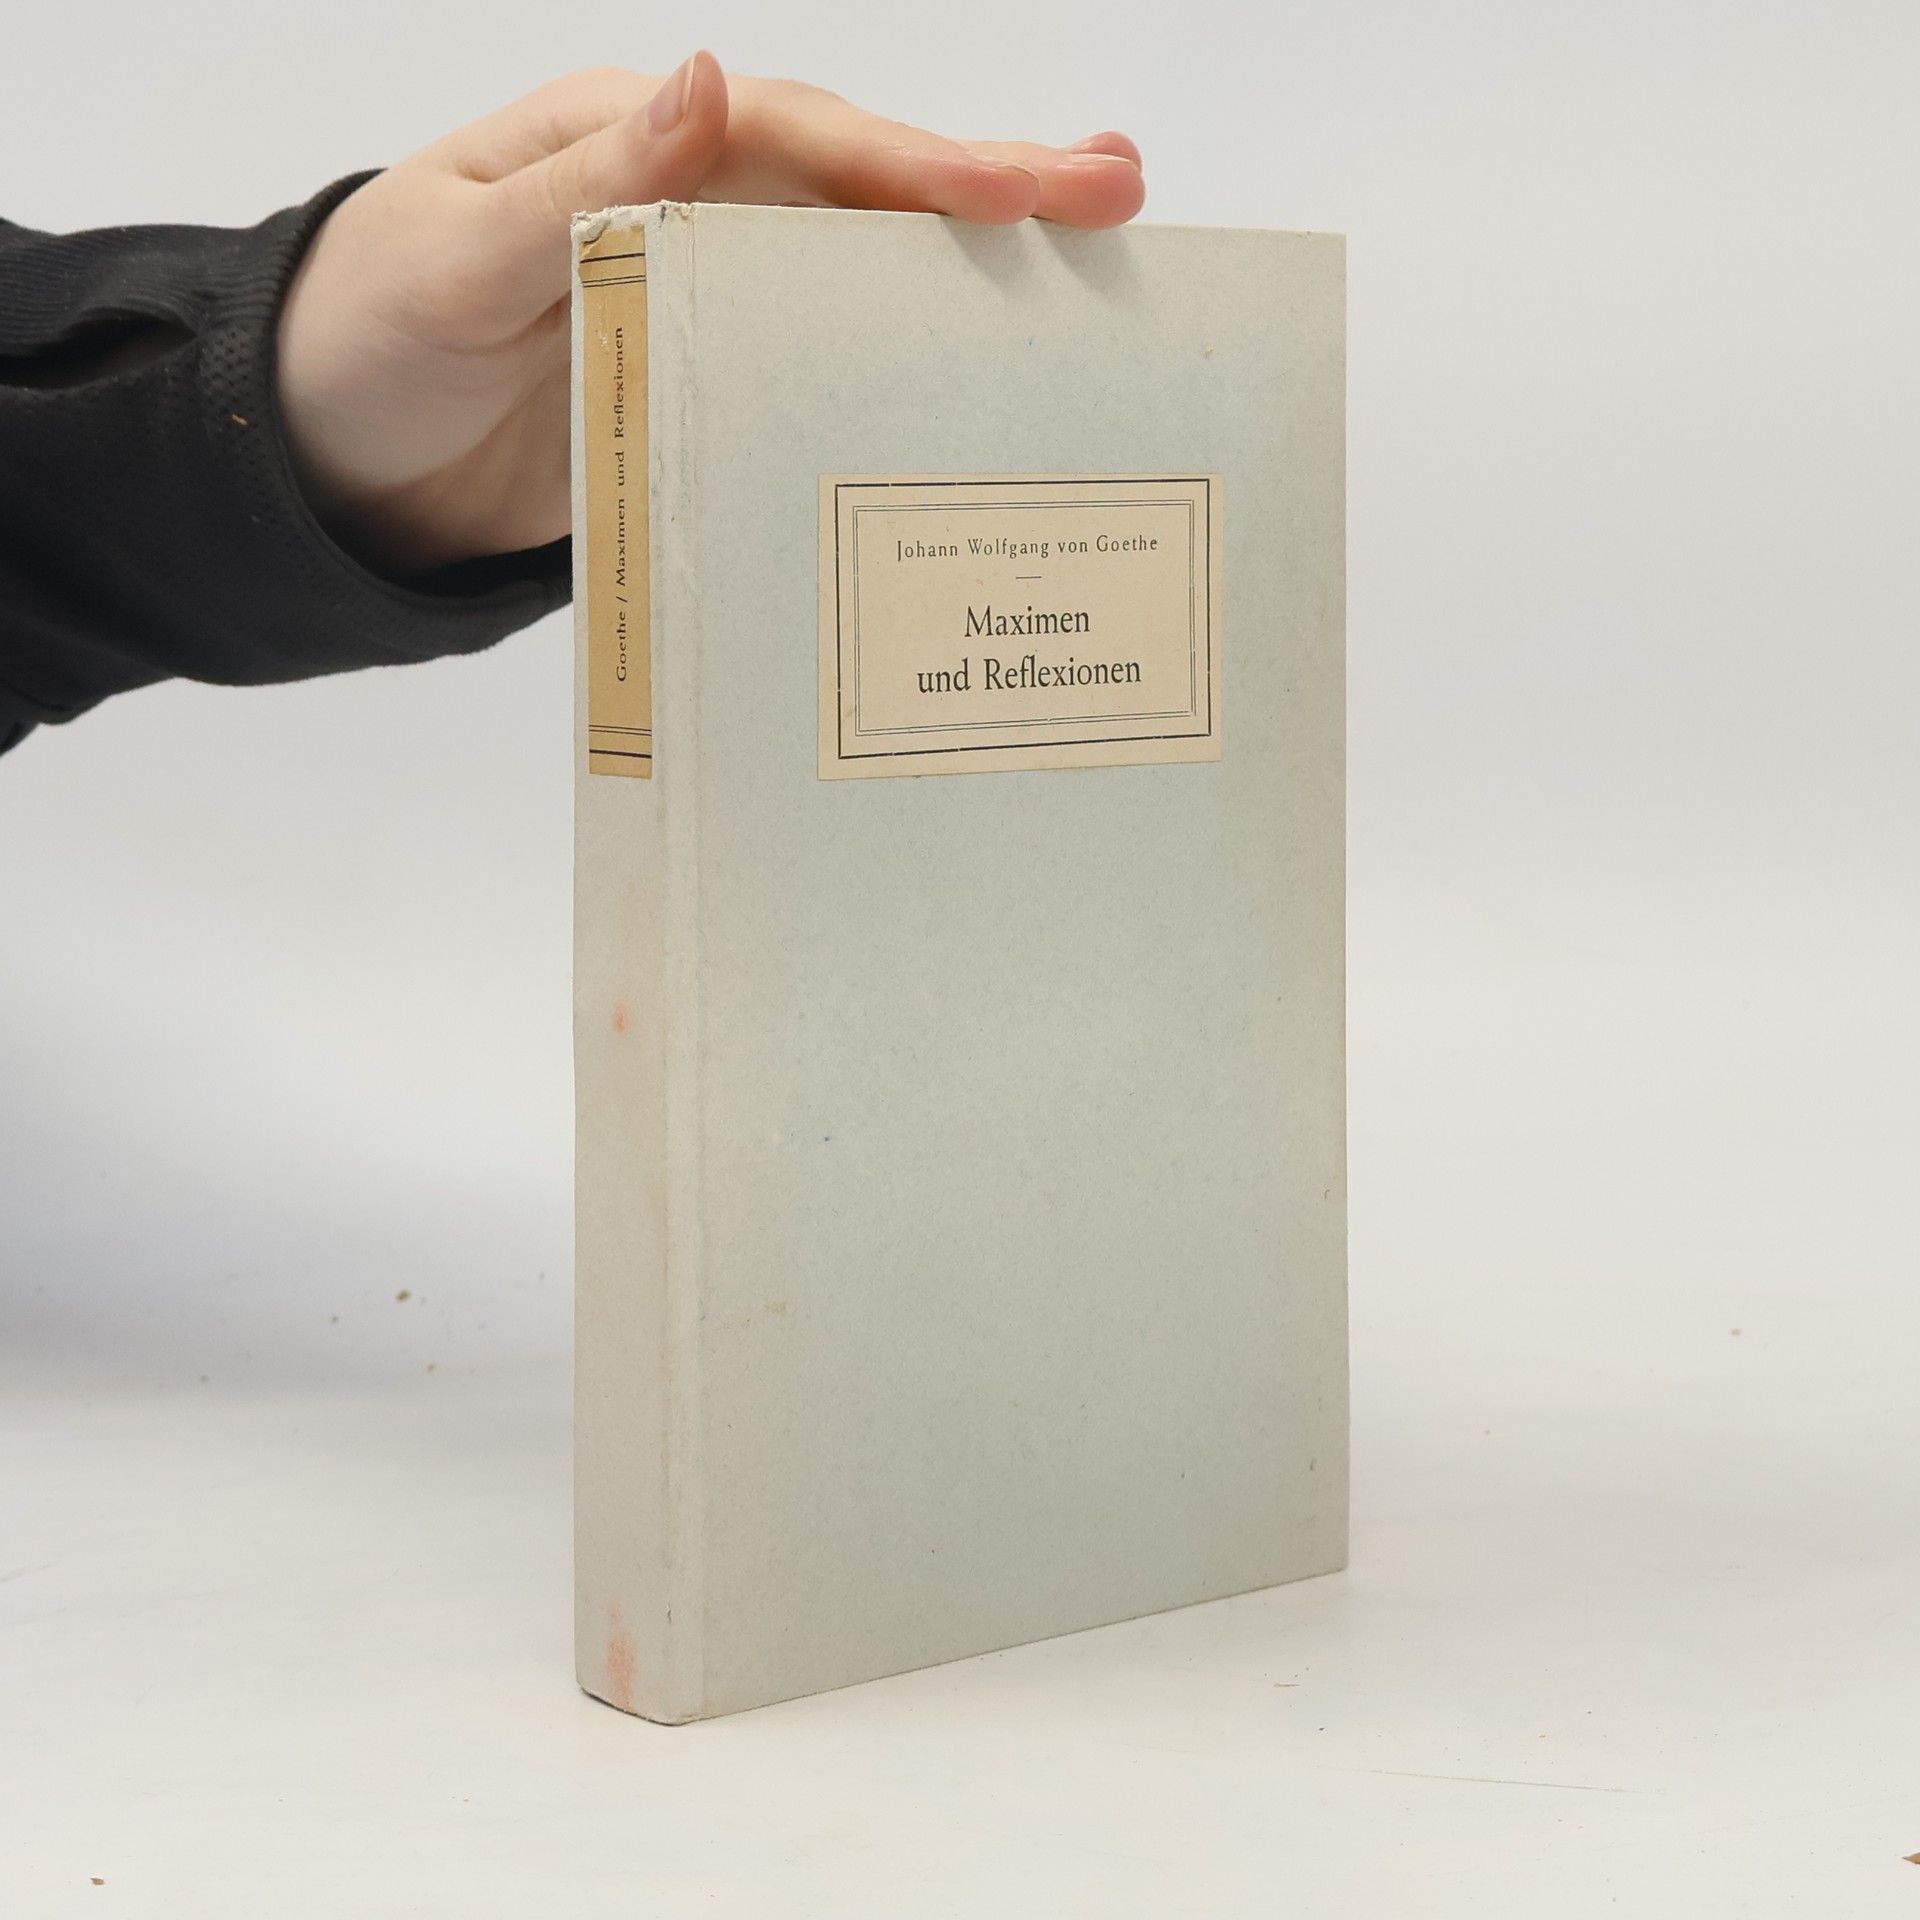 Goethe / Maximen und Reflexionen
Johann Wolfgang von Goethe
Maximen
und Reflexionen